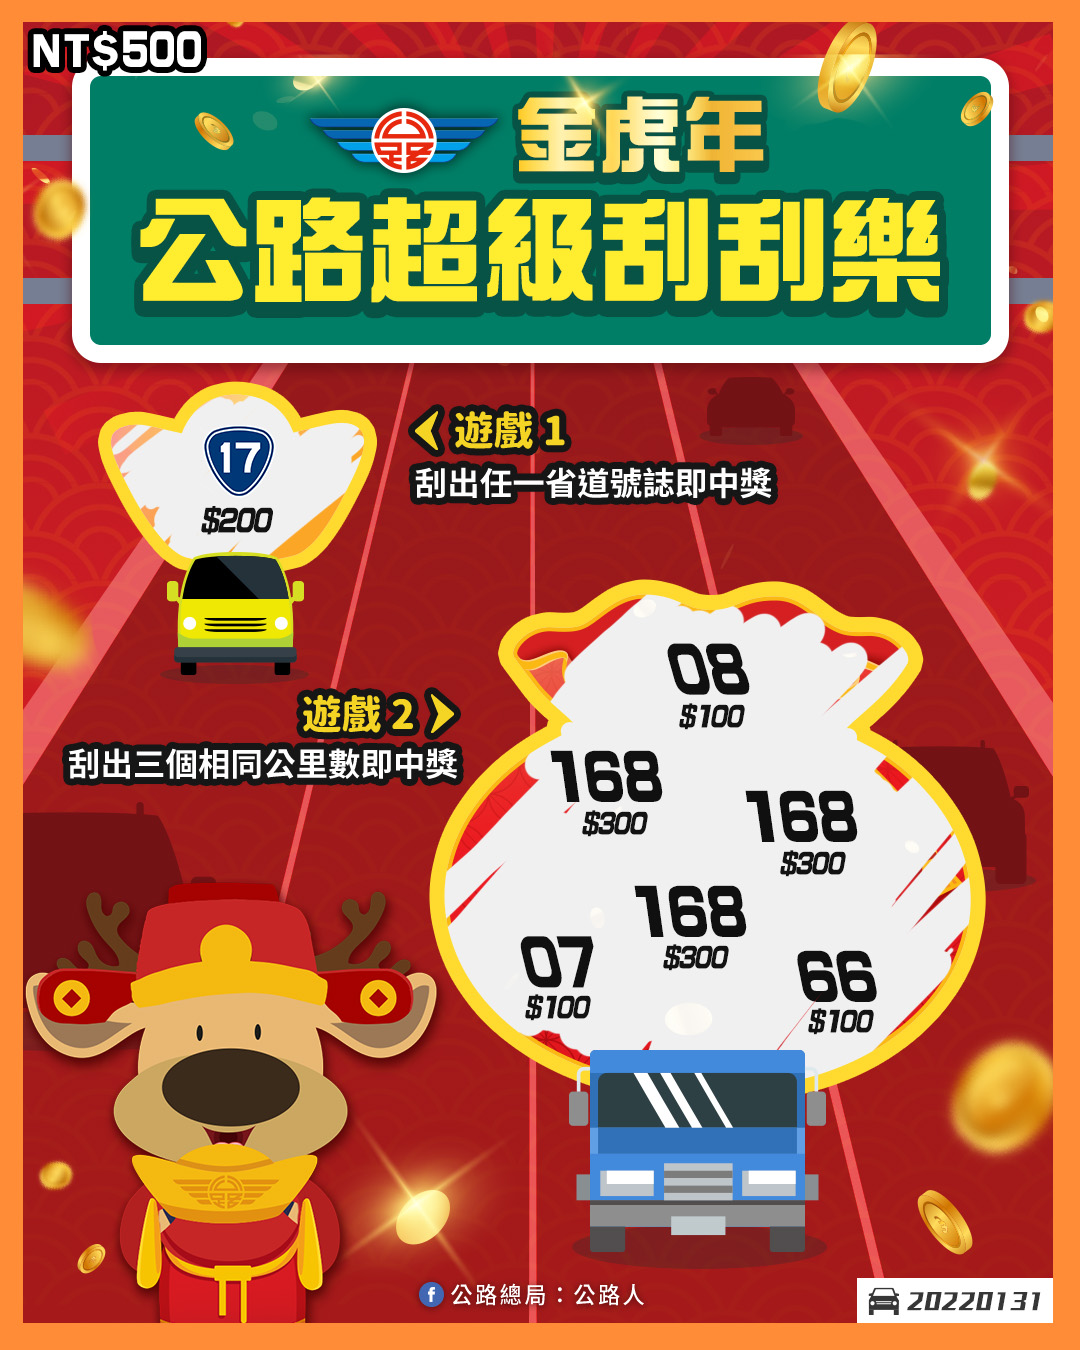 NT$500
金虎年
公路超級刮刮樂
17
$200
遊戲 1
刮出任一省道號誌即中獎
遊戲 2
刮出三個相同公里數即中獎
08
$100
168
$300
168
$300
168
$300
07
$100
66
$100
公路總局：公路人
20220131